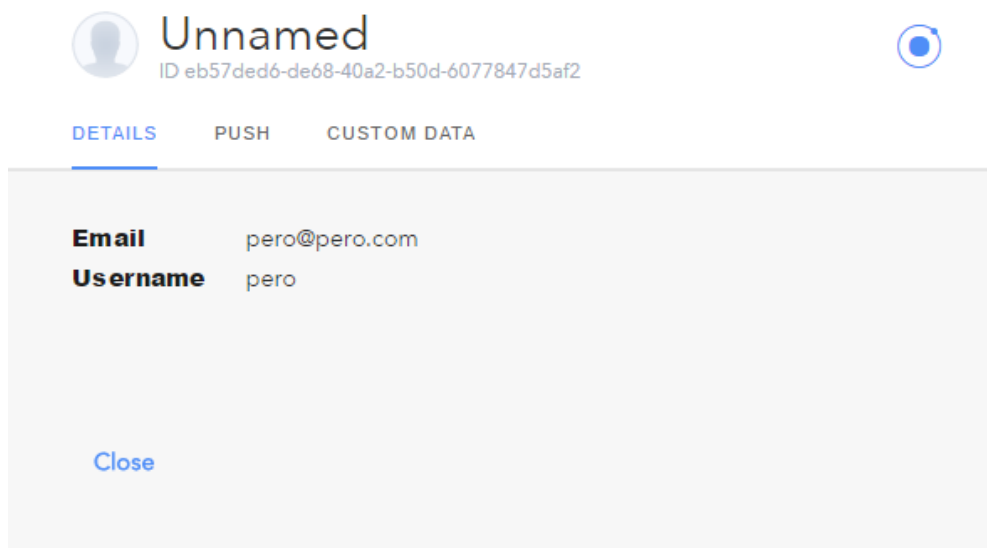 Unnamed
ID eb57ded6-de68-40a2-b50d-6077847d5af2
DETAILS PUSH CUSTOM DATA
Email pero@pero.com
Username pero
Close